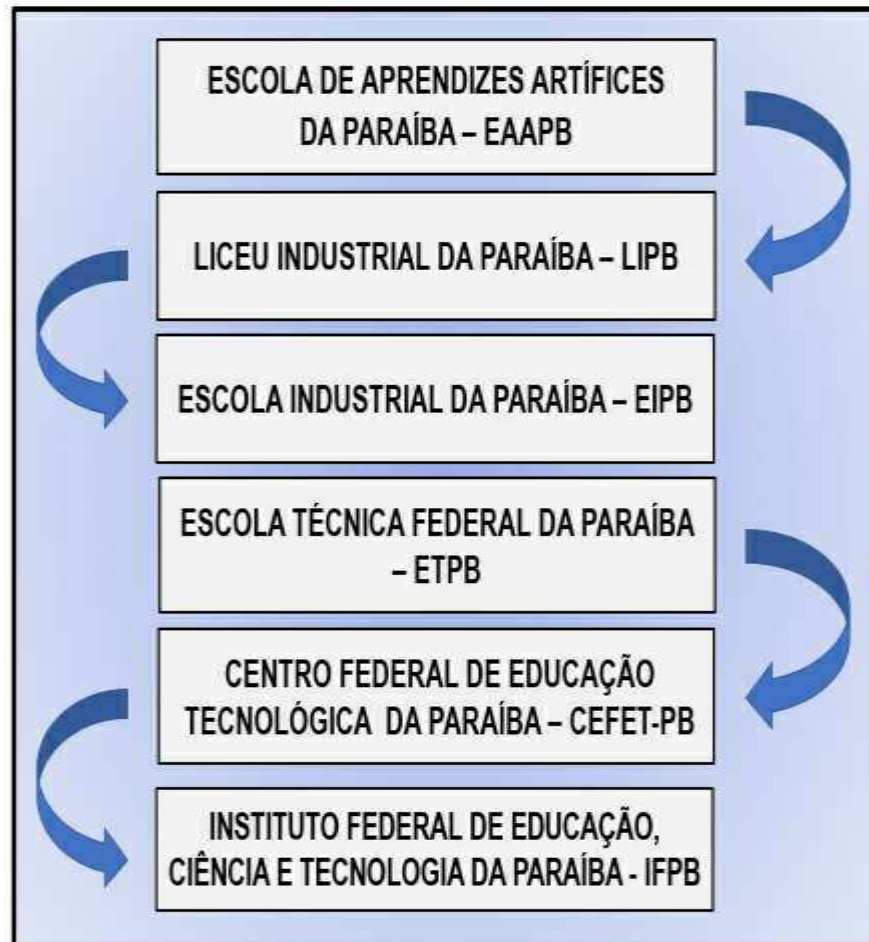 ESCOLA DE APRENDIZES ARTÍFICES
DA PARAÍBA – EAAPB
LICEU INDUSTRIAL DA PARAÍBA – LIPB
ESCOLA INDUSTRIAL DA PARAÍBA – EIPB
ESCOLA TÉCNICA FEDERAL DA PARAÍBA
– ETPB
CENTRO FEDERAL DE EDUCAÇÃO
TECNOLÓGICA DA PARAÍBA – CEFET-PB
INSTITUTO FEDERAL DE EDUCAÇÃO,
CIÊNCIA E TECNOLOGIA DA PARAÍBA - IFPB